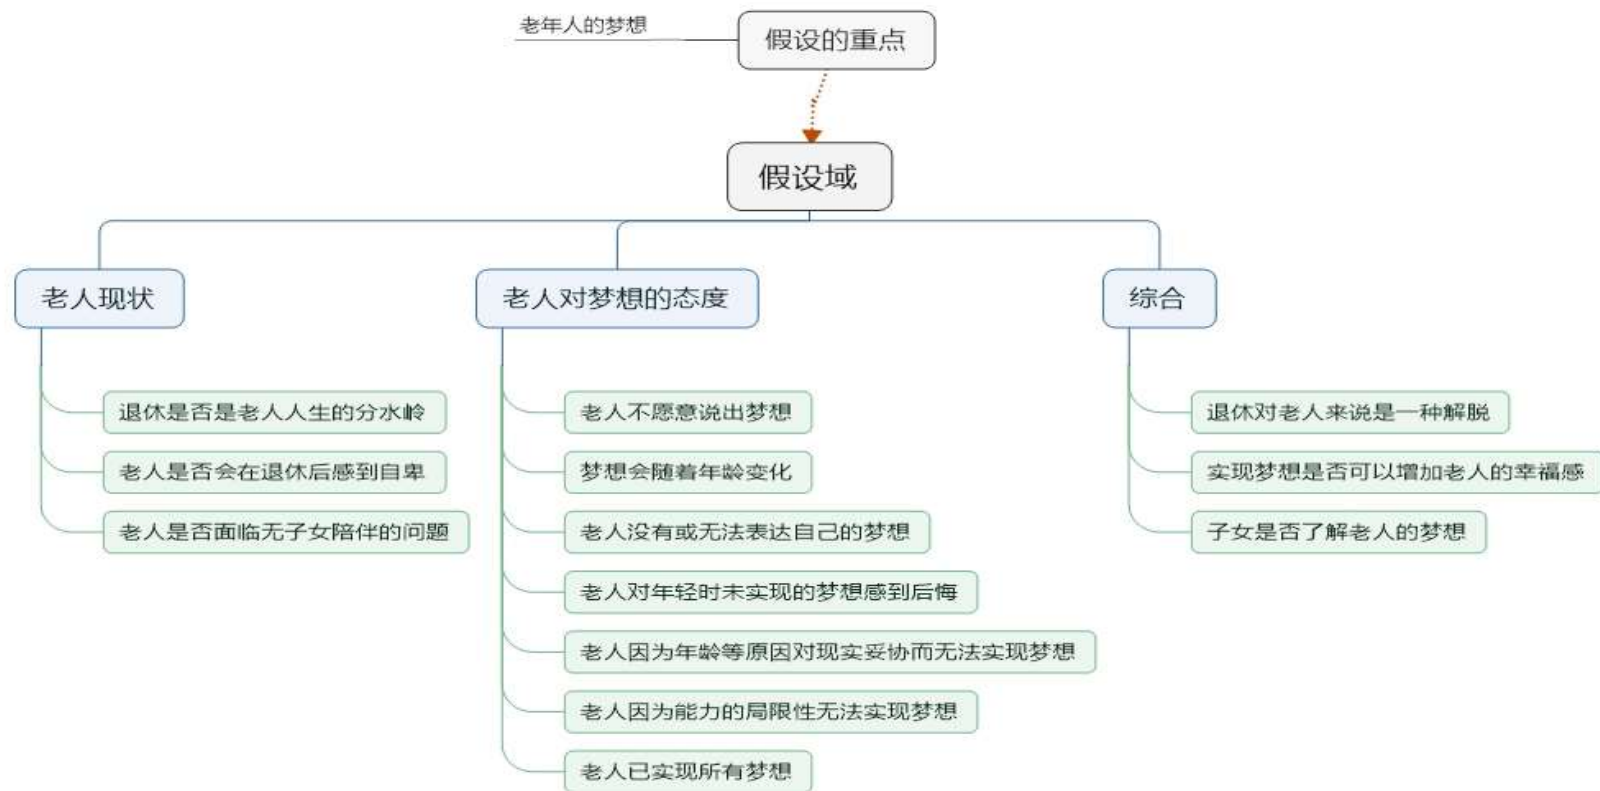 老年人的梦想
假设的重点
假设域
老人现状
退休是否是老人人生的分水岭
老人是否会在退休后感到自卑
老人是否面临无子女陪伴的问题
老人对梦想的态度
老人不愿意说出梦想
梦想会随着年龄变化
老人没有或无法表达自己的梦想
老人对年轻时未实现的梦想感到后悔
老人因为年龄等原因对现实妥协而无法实现梦想
老人因为能力的局限性无法实现梦想
老人已实现所有梦想
综合
退休对老人来说是一种解脱
实现梦想是否可以增加老人的幸福感
子女是否了解老人的梦想